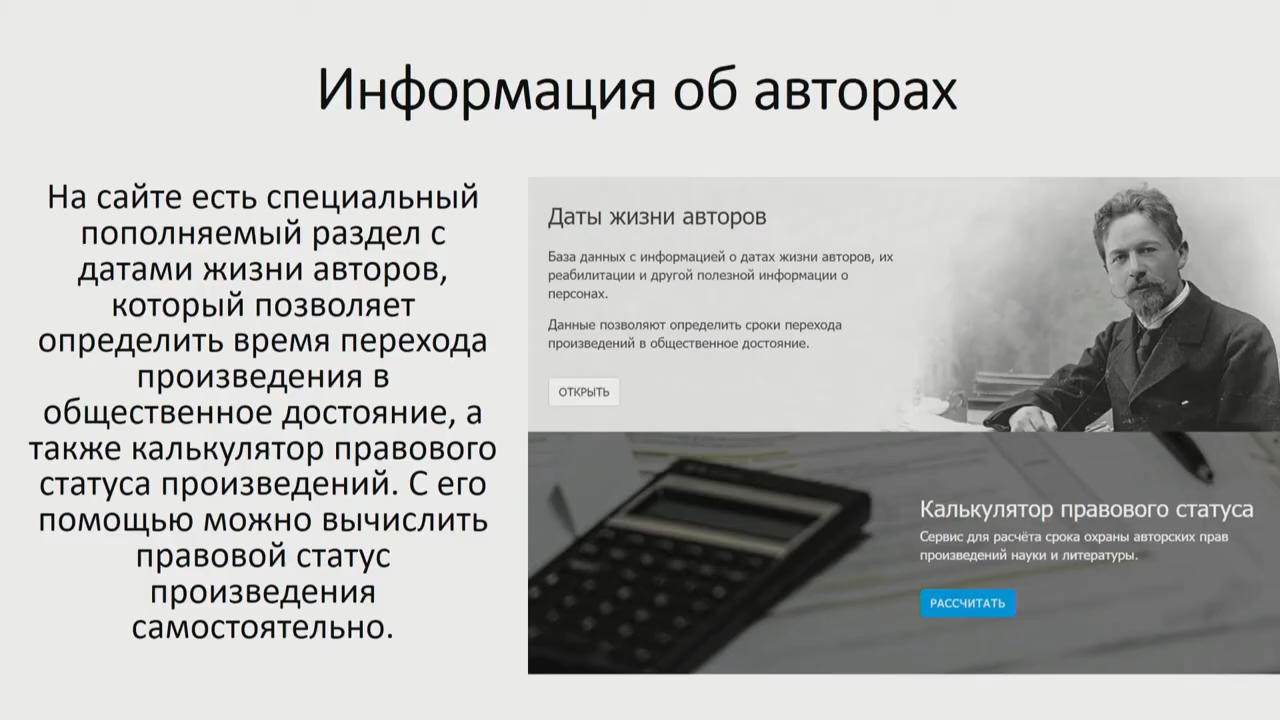 Информация об авторах
На сайте есть специальный
пополняемый раздел с
датами жизни авторов,
который позволяет
определить время перехода
произведения в
общественное достояние, а
также калькулятор правового
статуса произведений. С его
помощью можно вычислить
правовой статус
произведения
самостоятельно.
Даты жизни авторов
База данных с информацией о датах жизни авторов, их
реабилитации и другой полезной информации о
персонах.
Данные позволяют определить сроки перехода
произведений в общественное достояние.
ОТКРЫТЬ
Калькулятор правового статуса
Сервис для расчёта срока охраны авторских прав
произведений науки и литературы.
РАССЧИТАТЬ